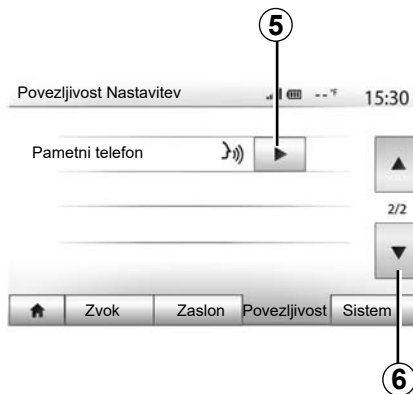 5
Povezljivost Nastavitev -- °F 15:30
Pametni telefon
2/2
Zvok Zaslon Povezljivost Sistem
6